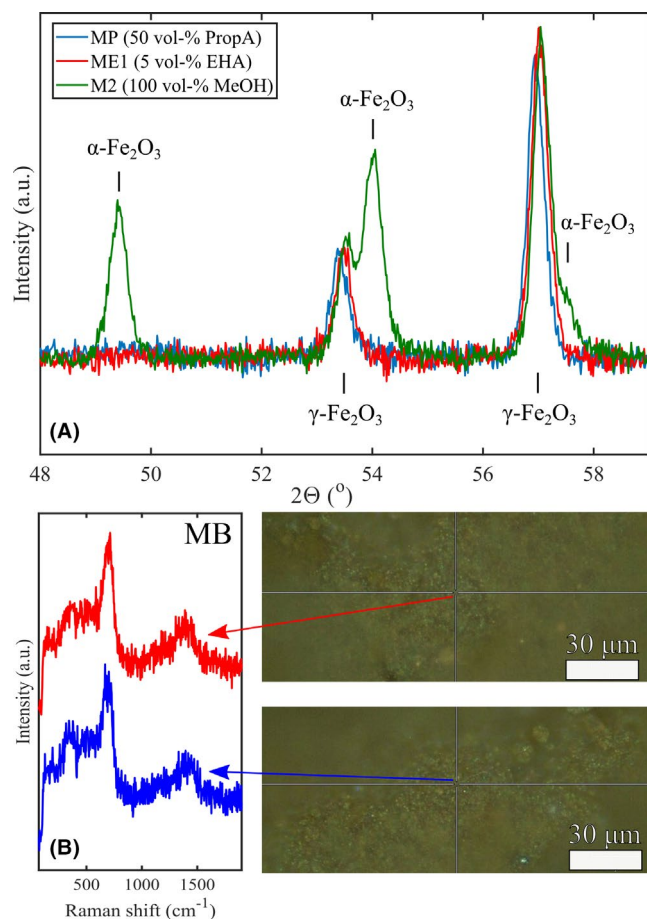 MP (50 vol-% PropA)
ME1 (5 vol-% EHA)
M2 (100 vol-% MeOH)
α-Fe₂O₃
α-Fe₂O₃
α-Fe₂O₃
Intensity (a.u.)
(A)
γ-Fe₂O₃
γ-Fe₂O₃
48 50 52 54 56 58
2Θ (°)
MB
Intensity (a.u.)
(B)
500 1000 1500
Raman shift (cm⁻¹)
30 μm
30 μm